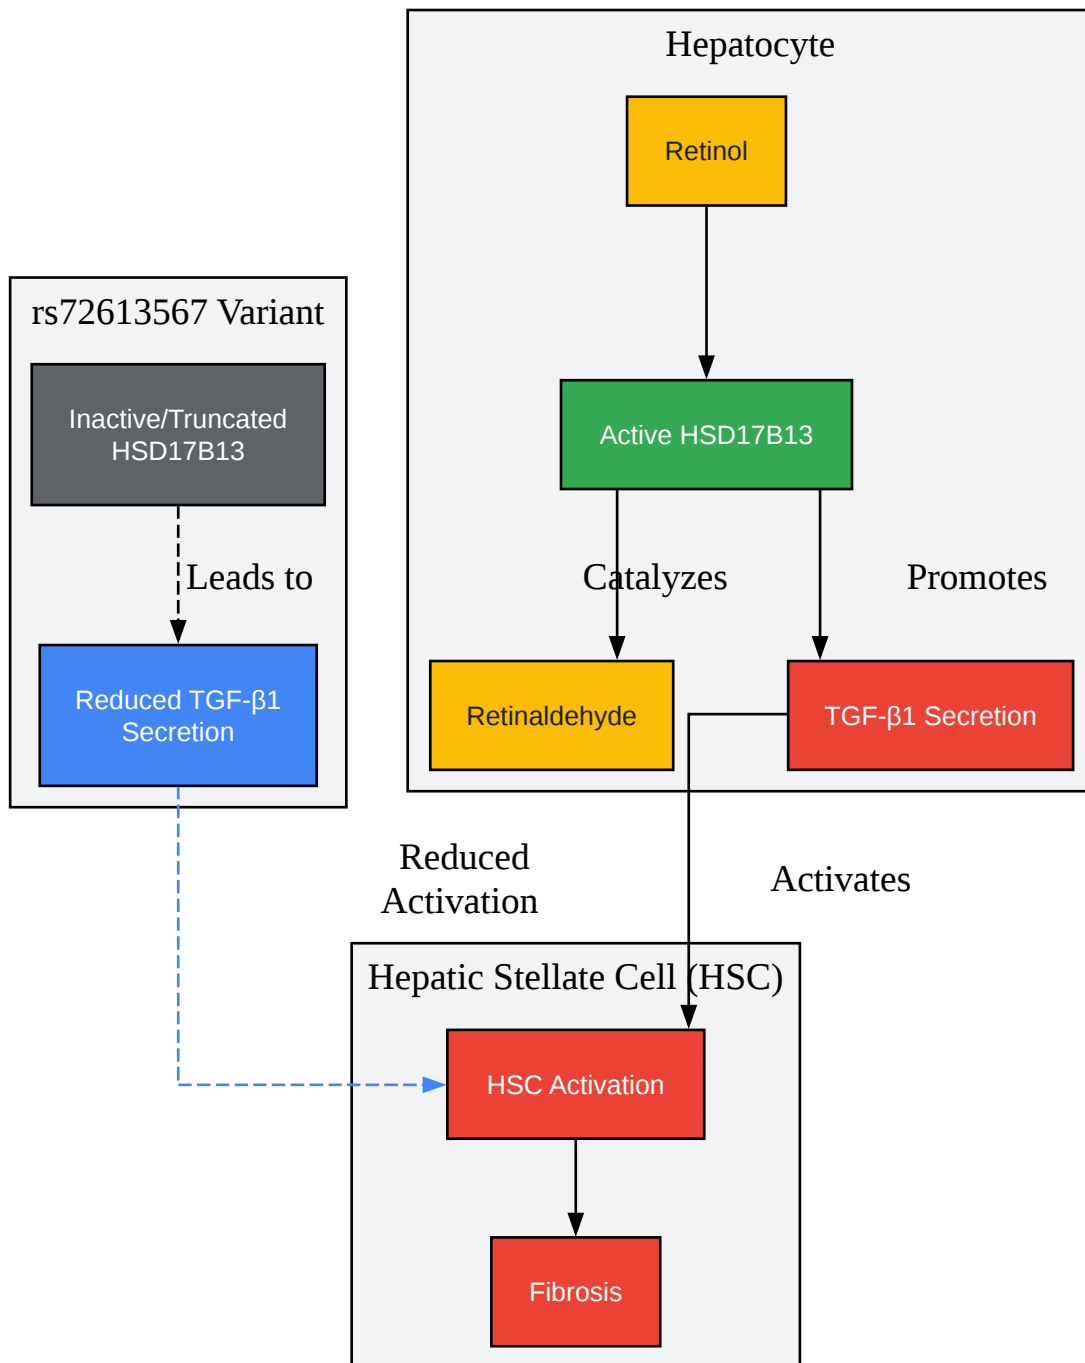 Hepatocyte
Retinol
rs72613567 Variant
Inactive/Truncated
HSD17B13
Active HSD17B13
Leads to
Catalyzes
Promotes
Reduced TGF-β1
Secretion
Retinaldehyde
TGF-β1 Secretion
Reduced
Activation
Activates
Hepatic Stellate Cell (HSC)
HSC Activation
Fibrosis